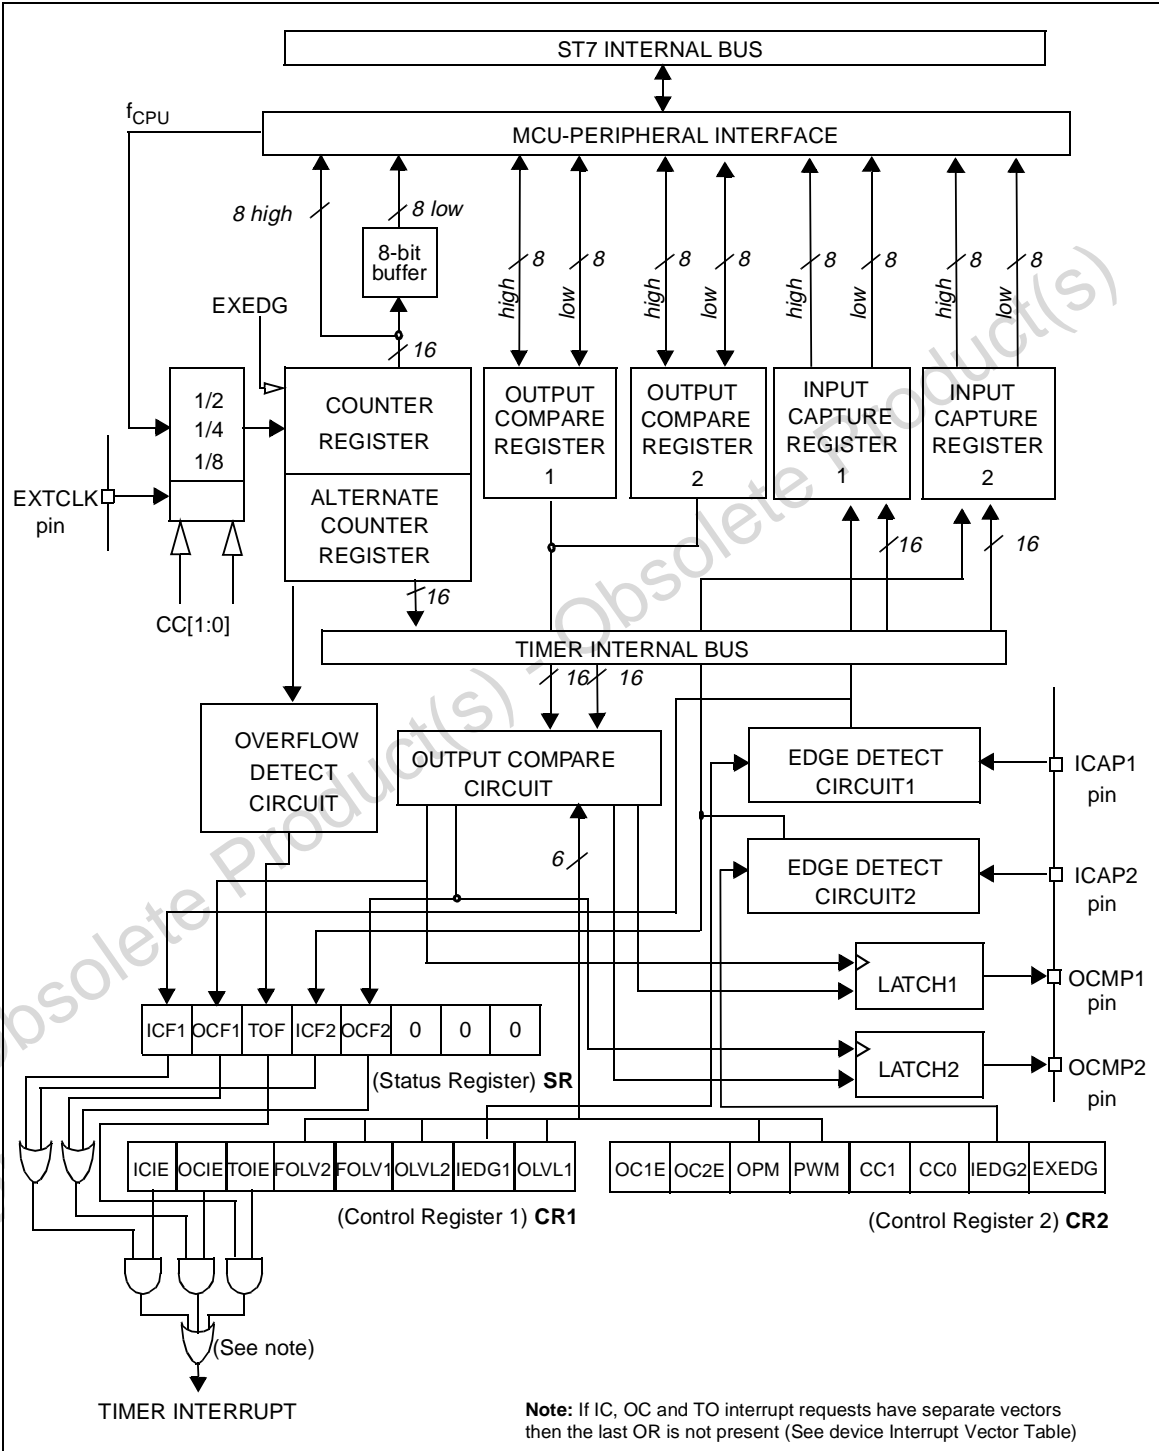 ST7 INTERNAL BUS
fCPU
MCU-PERIPHERAL INTERFACE
8 high
8 low
8-bit
buffer
high
8
low
8
high
8
low
8
high
8
low
8
high
8
low
8
EXEDG
16
1/2
1/4
1/8
COUNTER
REGISTER
ALTERNATE
COUNTER
REGISTER
OUTPUT
COMPARE
REGISTER
1
OUTPUT
COMPARE
REGISTER
2
INPUT
CAPTURE
REGISTER
1
INPUT
CAPTURE
REGISTER
2
EXTCLK
pin
CC[1:0]
16
16
16
TIMER INTERNAL BUS
16
16
OVERFLOW
DETECT
CIRCUIT
OUTPUT COMPARE
CIRCUIT
6
EDGE DETECT
CIRCUIT1
ICAP1
pin
EDGE DETECT
CIRCUIT2
ICAP2
pin
LATCH1
OCMP1
pin
LATCH2
OCMP2
pin
ICF1 OCF1 TOF ICF2 OCF2 0 0 0
(Status Register) SR
ICIE OCIE TOIE FOLV2 FOLV1 OLVL2 IEDG1 OLVL1
(Control Register 1) CR1
OC1E OC2E OPM PWM CC1 CC0 IEDG2 EXEDG
(Control Register 2) CR2
(See note)
TIMER INTERRUPT
Note: If IC, OC and TO interrupt requests have separate vectors
then the last OR is not present (See device Interrupt Vector Table)
Obsolete Product(s) - Obsolete Product(s)